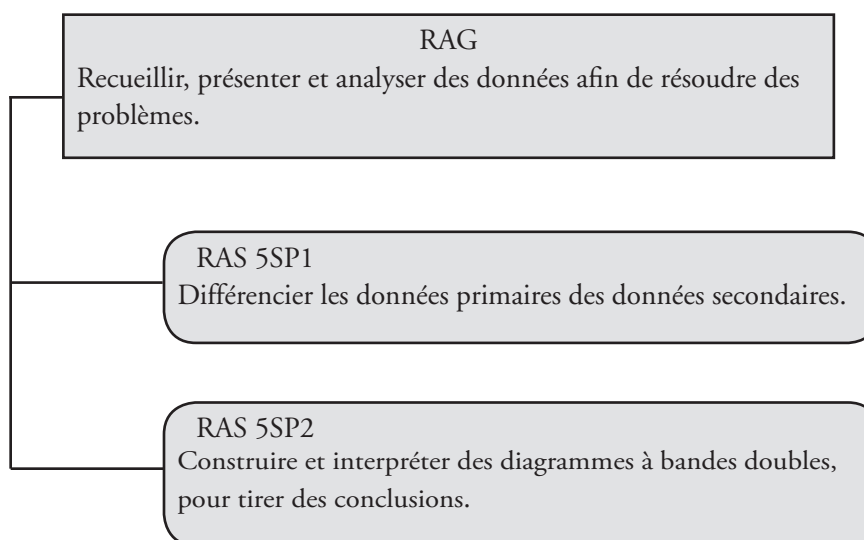 RAG
Recueillir, présenter et analyser des données afin de résoudre des
problèmes.
RAS 5SP1
Différencier les données primaires des données secondaires.
RAS 5SP2
Construire et interpréter des diagrammes à bandes doubles,
pour tirer des conclusions.